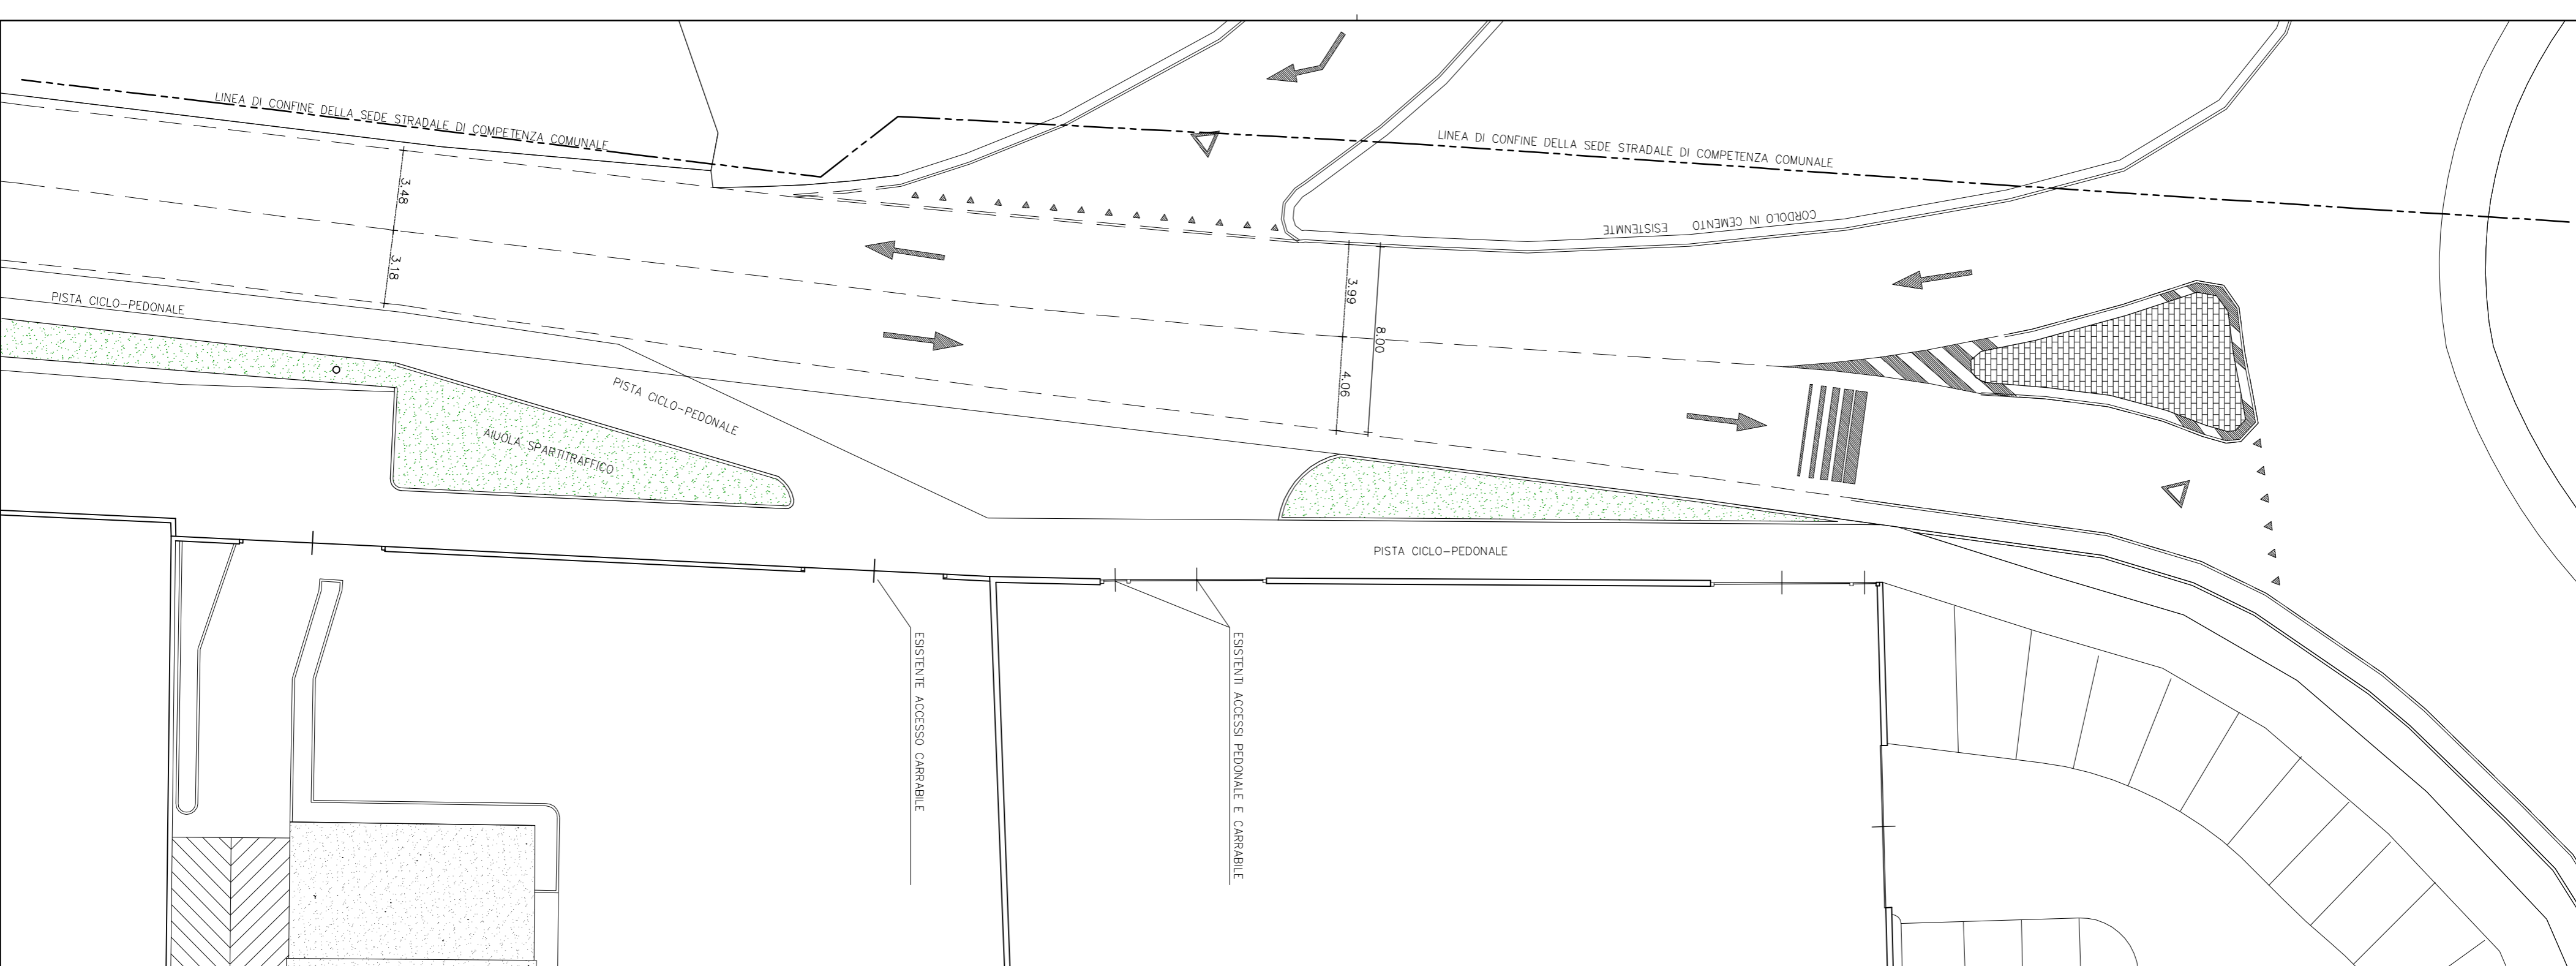 LINEA DI CONFINE DELLA SEDE STRADALE DI COMPETENZA COMUNALE
LINEA DI CONFINE DELLA SEDE STRADALE DI COMPETENZA COMUNALE
CORDOLO IN CEMENTO ESISTENMTE
3.48
3.18
3.99
8.00
4.06
PISTA CICLO-PEDONALE
PISTA CICLO-PEDONALE
AIUÓLA SPARTITRAFFICO
PISTA CICLO-PEDONALE
ESISTENTE ACCESSO CARRABILE
ESISTENTI ACCESSI PEDONALE E CARRABILE